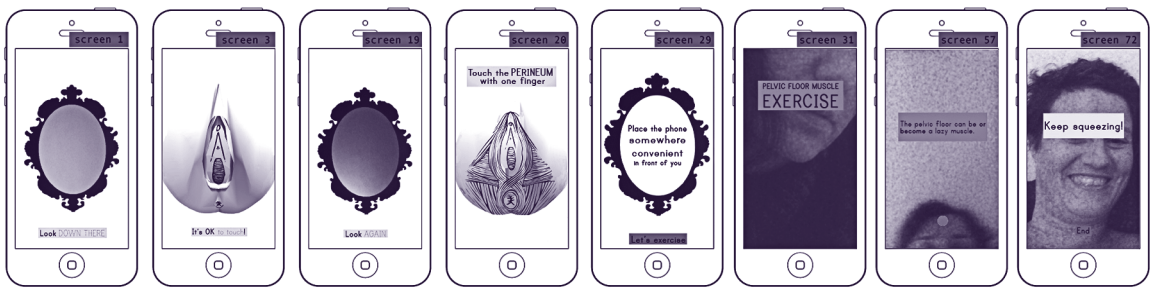 screen 1
Look DOWN THERE
screen 3
It's OK to touch!
screen 19
Look AGAIN
screen 20
Touch the PERINEUM
with one finger
screen 29
Place the phone
somewhere
convenient
in front of you
Let's exercise
screen 31
PELVIC FLOOR MUSCLE
EXERCISE
screen 57
The pelvic floor can be or
become a lazy muscle.
screen 72
Keep squeezing!
End